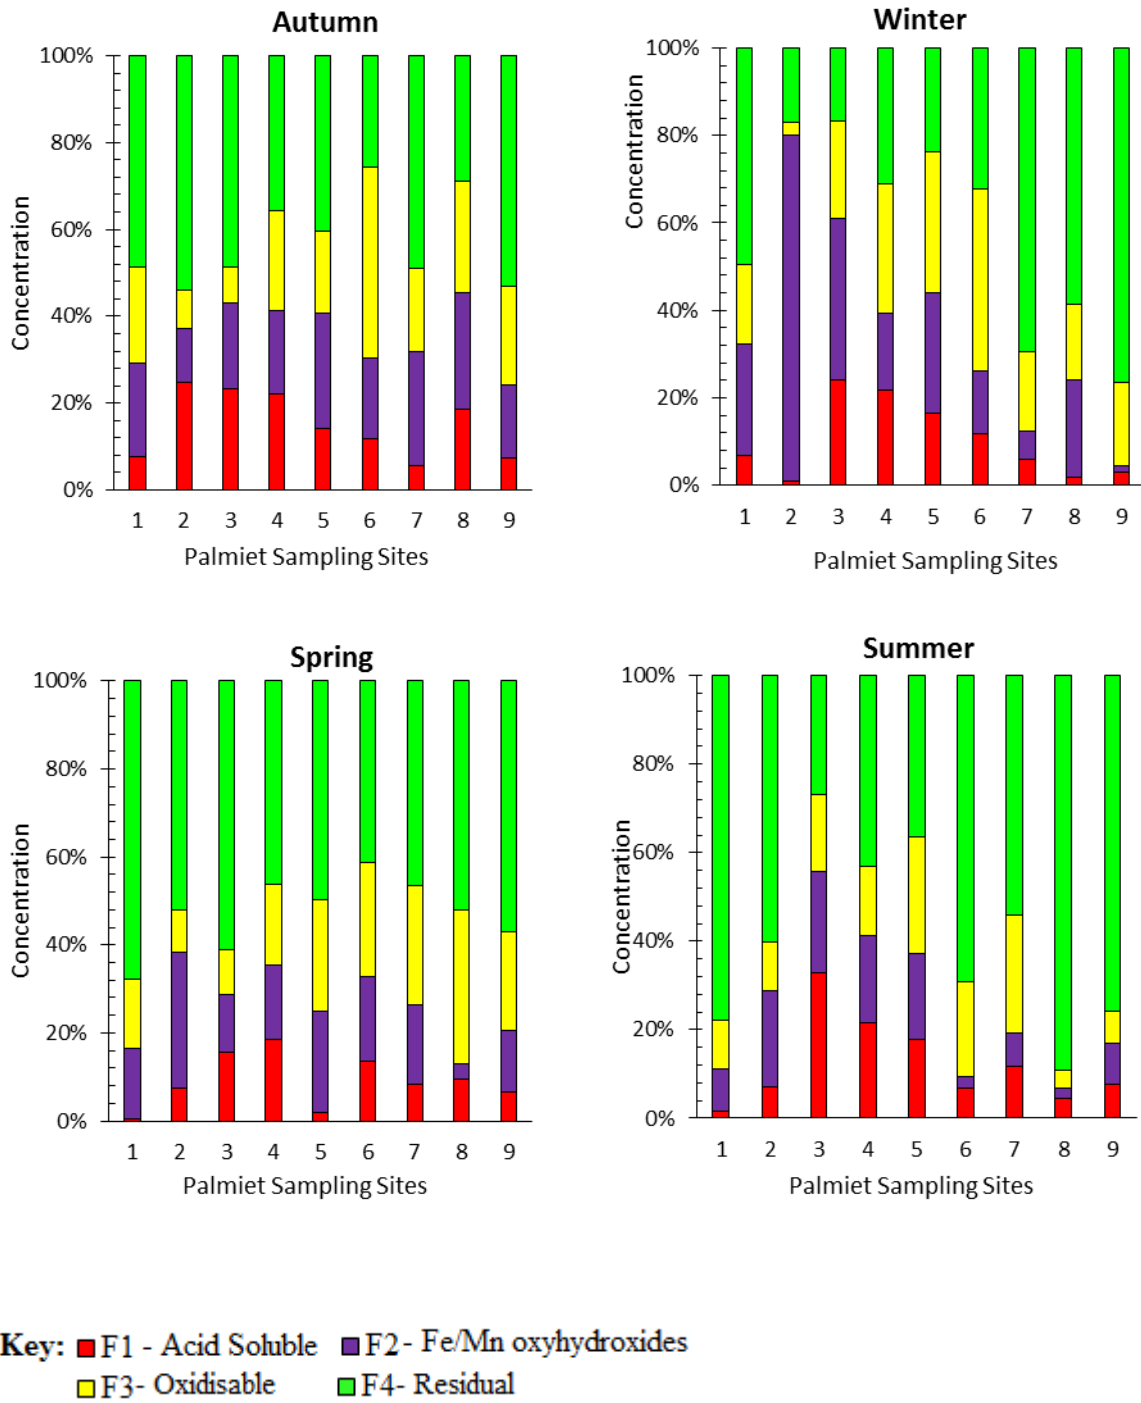 Autumn
100%
80%
60%
40%
20%
0%
Concentration
1 2 3 4 5 6 7 8 9
Palmiet Sampling Sites
Winter
100%
80%
60%
40%
20%
0%
Concentration
1 2 3 4 5 6 7 8 9
Palmiet Sampling Sites
Spring
100%
80%
60%
40%
20%
0%
Concentration
1 2 3 4 5 6 7 8 9
Palmiet Sampling Sites
Summer
100%
80%
60%
40%
20%
0%
Concentration
1 2 3 4 5 6 7 8 9
Palmiet Sampling Sites
Key: F1 - Acid Soluble F2- Fe/Mn oxyhydroxides
F3- Oxidisable F4- Residual